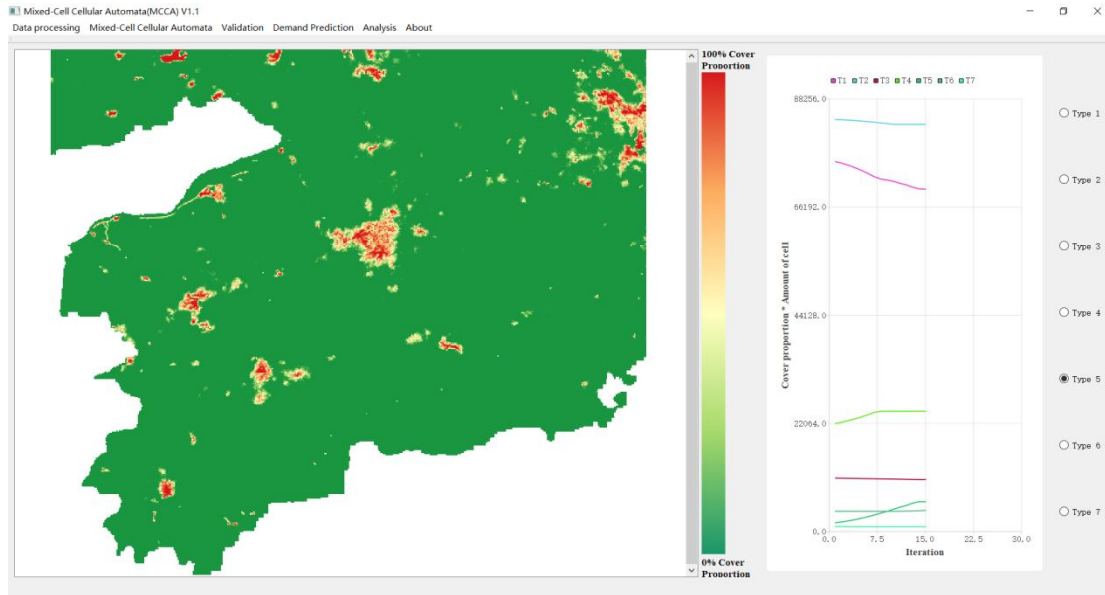 Mixed-Cell Cellular Automata(MCCA) V1.1
Data processing Mixed-Cell Cellular Automata Validation Demand Prediction Analysis About
100% Cover
Proportion
0% Cover
Proportion
T1 T2 T3 T4 T5 T6 T7
88256.0
66192.0
44128.0
22064.0
0.0
Cover proportion * Amount of cell
0.0 7.5 15.0 22.5 30.0
Iteration
Type 1
Type 2
Type 3
Type 4
Type 5
Type 6
Type 7